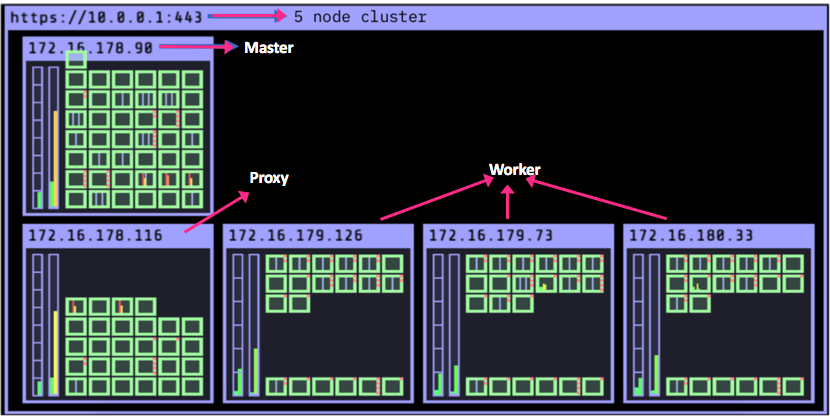 https://10.0.0.1:443 5 node cluster
172.16.178.90 Master
Proxy
Worker
172.16.178.116
172.16.179.126
172.16.179.73
172.16.180.33